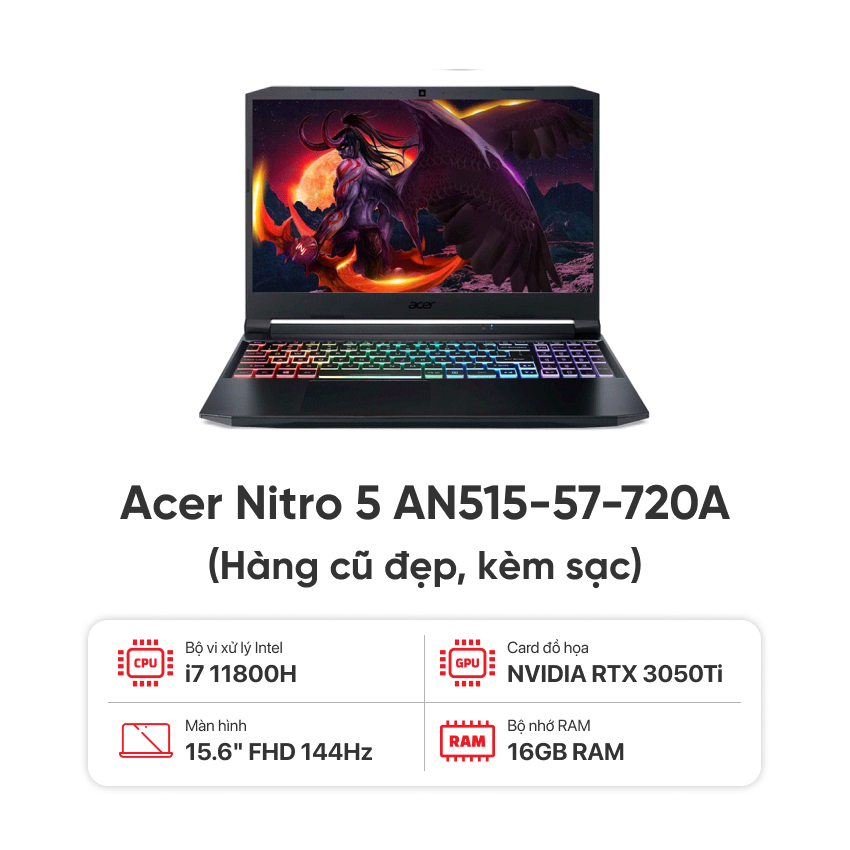 acer
Acer Nitro 5 AN515-57-720A
(Hàng cũ đẹp, kèm sạc)
CPU
Bộ vi xử lý Intel
i7 11800H
GPU
Card đồ họa
NVIDIA RTX 3050Ti
Màn hình
15.6" FHD 144Hz
RAM
Bộ nhớ RAM
16GB RAM